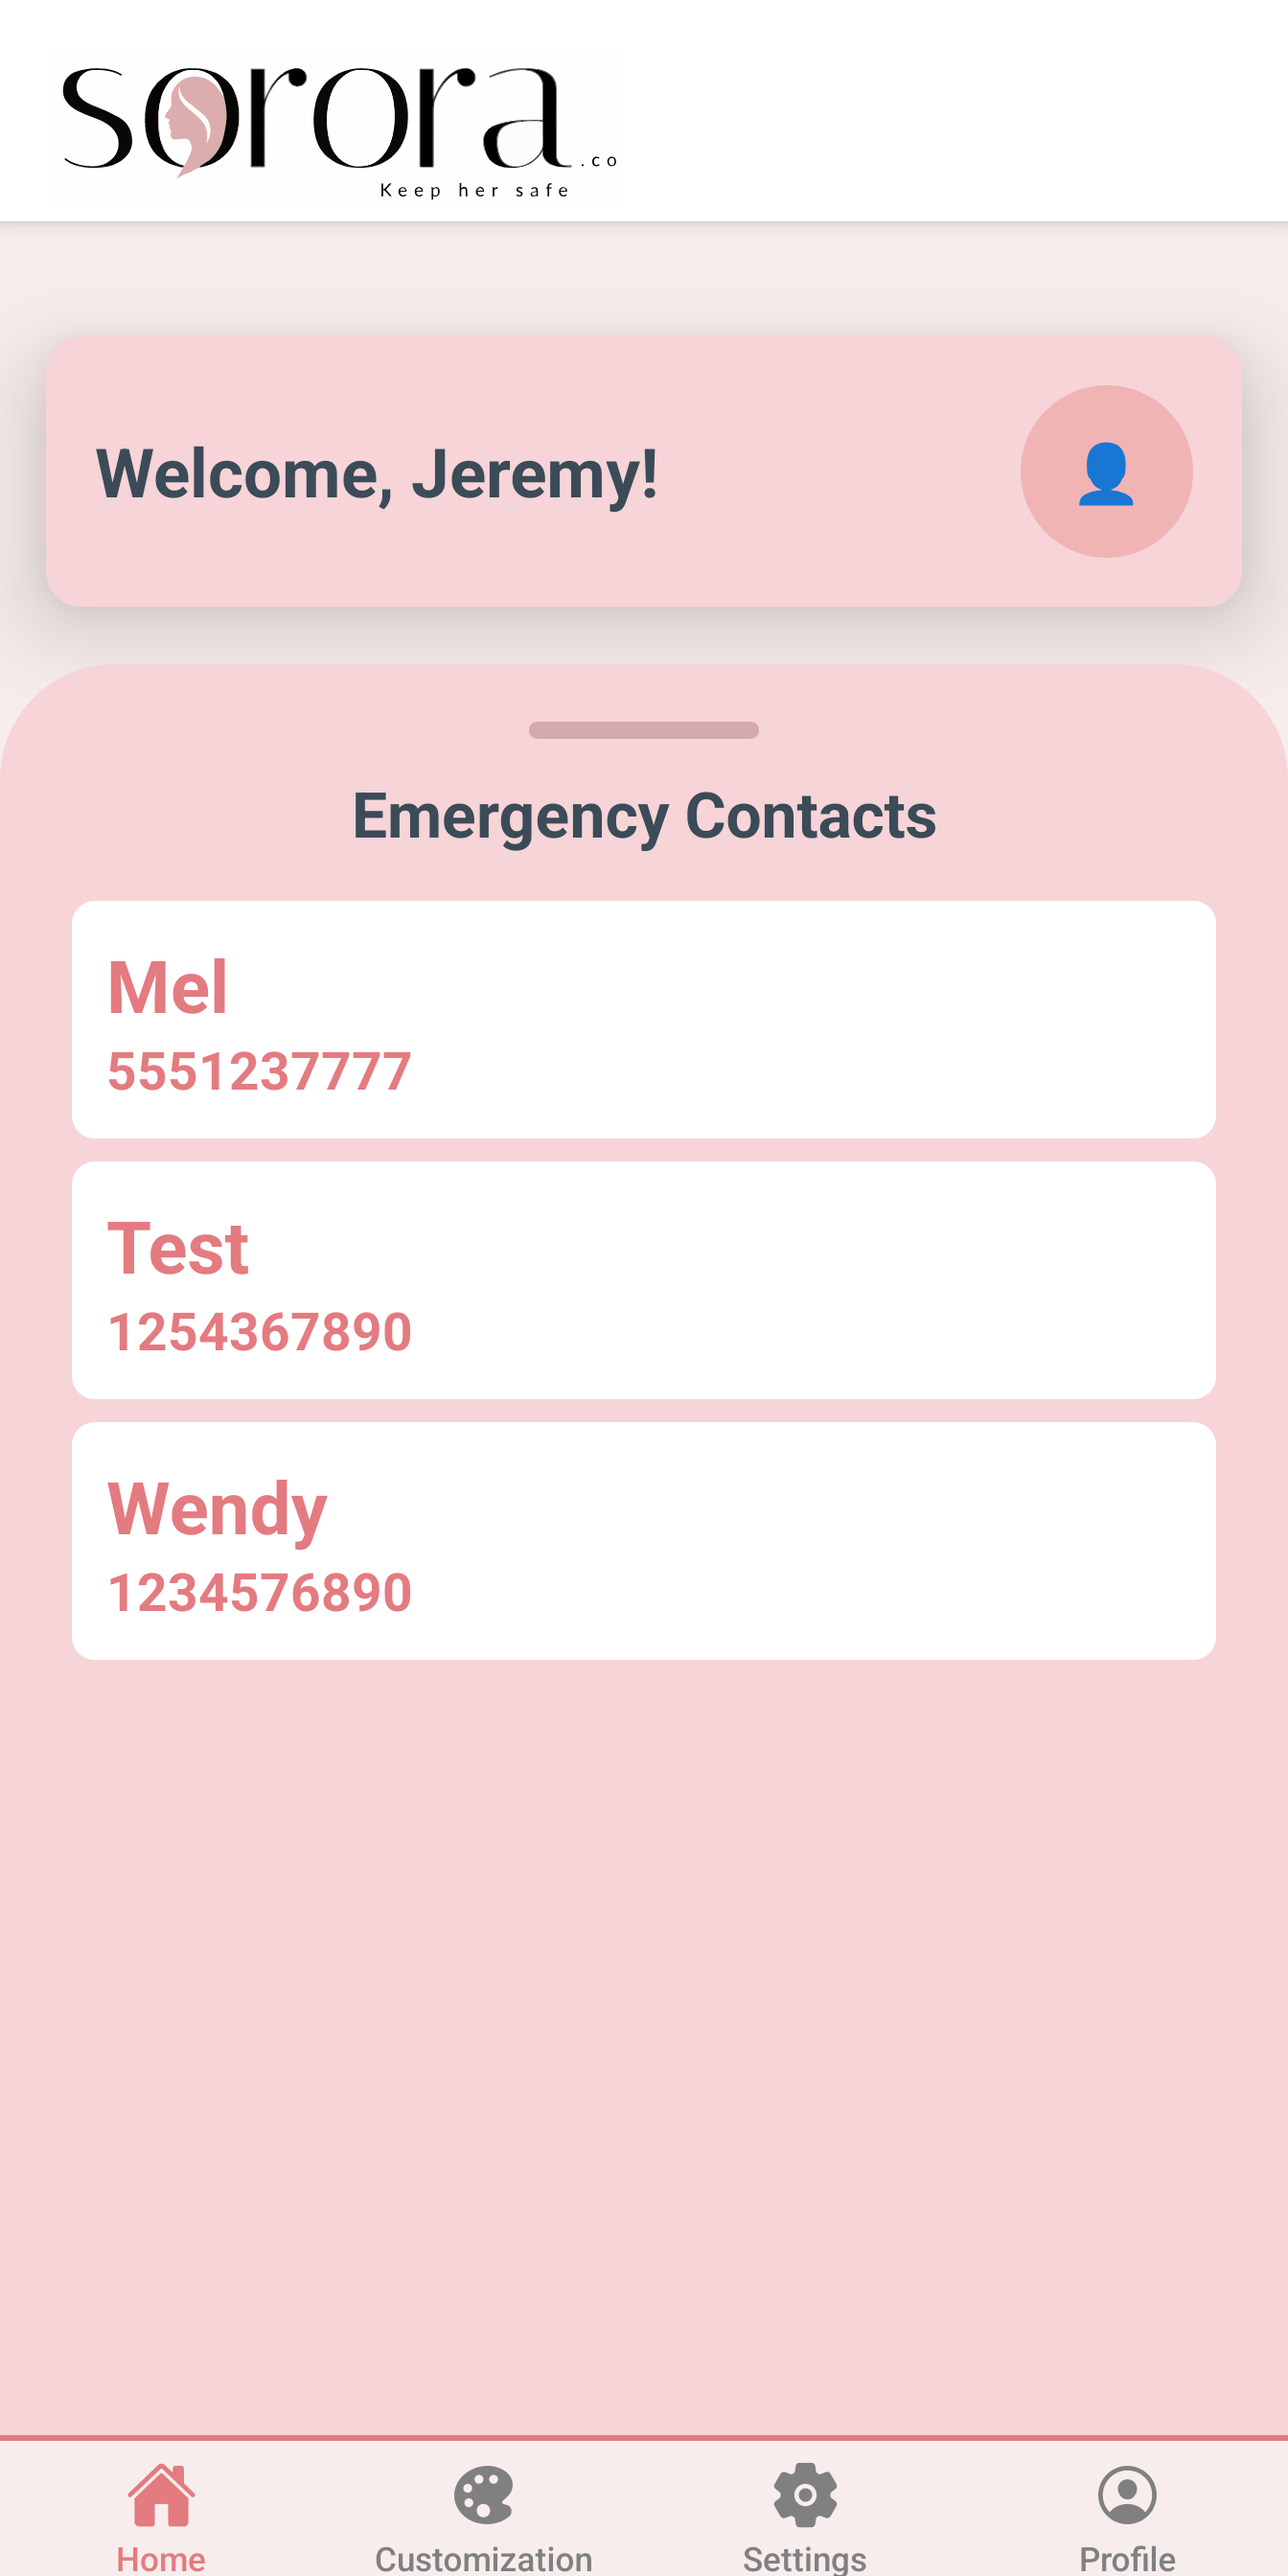 sorora.co
Keep her safe
Welcome, Jeremy!
Emergency Contacts
Mel
5551237777
Test
1254367890
Wendy
1234576890
Home
Customization
Settings
Profile